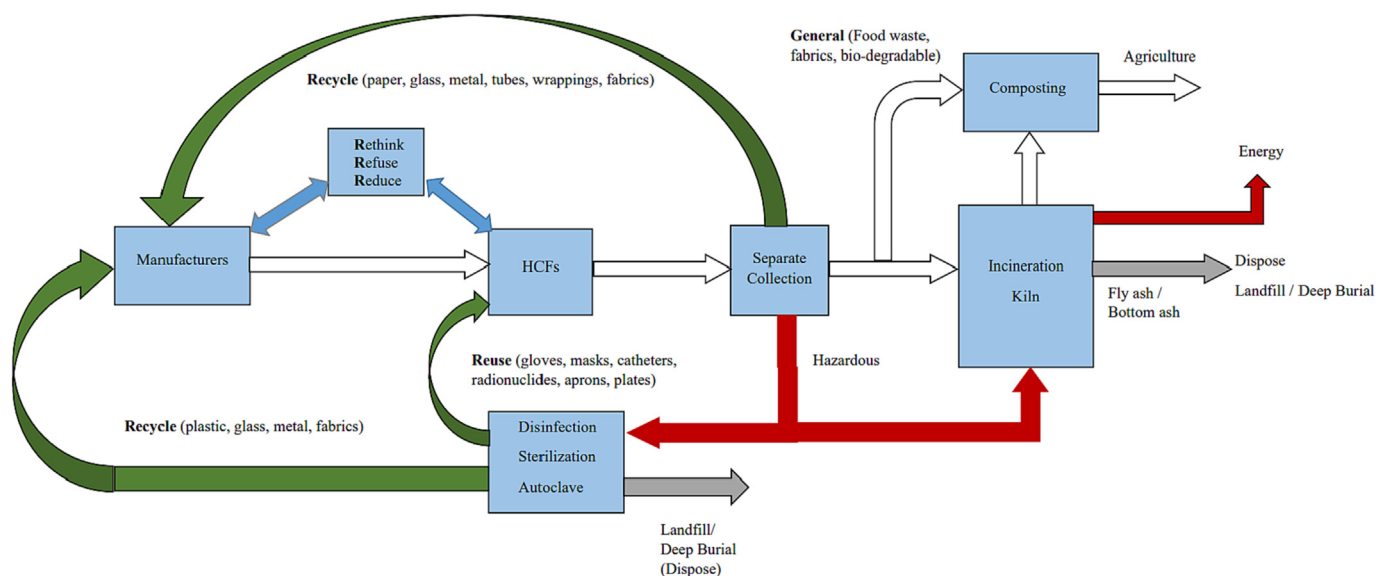 General (Food waste,
fabrics, bio-degradable)
Recycle (paper, glass, metal, tubes, wrappings, fabrics)
Composting
Agriculture
Rethink
Refuse
Reduce
Energy
Manufacturers
HCFs
Separate
Collection
Incineration
Kiln
Dispose
Landfill / Deep Burial
Fly ash /
Bottom ash
Reuse (gloves, masks, catheters,
radionuclides, aprons, plates)
Hazardous
Recycle (plastic, glass, metal, fabrics)
Disinfection
Sterilization
Autoclave
Landfill/
Deep Burial
(Dispose)